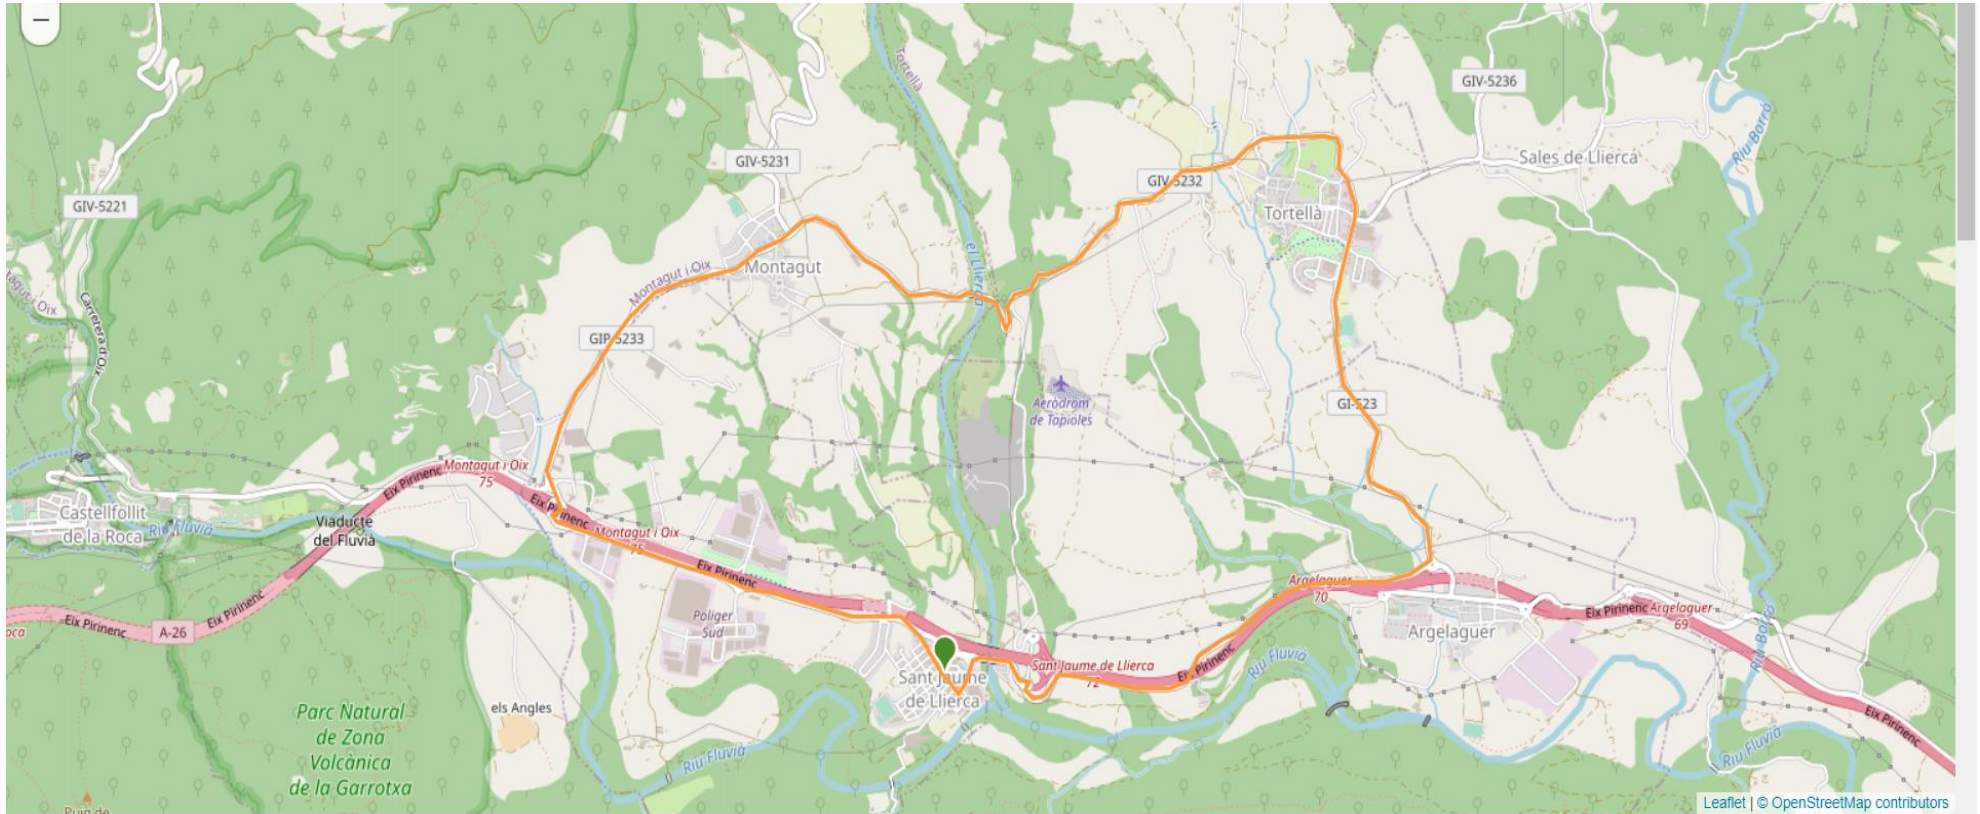 Tortellà
GIV-5236
Riu Borró
Sales de Llierca
GIV-5231
GIV-5232
GIV-5221
Tortellà
el Llierca
Montagut i Oix
Montagut
Carretera d'Oix
GIP-5233
Aeròdrom
de Tapioles
GI-523
Montagut i Oix
75
Eix Pirinenc
Eix Pirinenc
Castellfollit
de la Roca
Riu Fluvià
Viaducte
del Fluvià
Montagut i Oix
75
Eix Pirinenc
Argelaguer
70
Eix Pirinenc
Argelaguer
69
Eix Pirinenc
Eix Pirinenc
A-26
Poliger
Sud
Argelaguer
Riu Borró
Sant Jaume
de Llierca
Sant Jaume de Llierca
72
Eix Pirinenc
Riu Fluvià
els Angles
Parc Natural
de Zona
Volcànica
de la Garrotxa
Riu Fluvià
Riu Fluvià
Eix Pirinenc
Puig de
Leaflet | © OpenStreetMap contributors